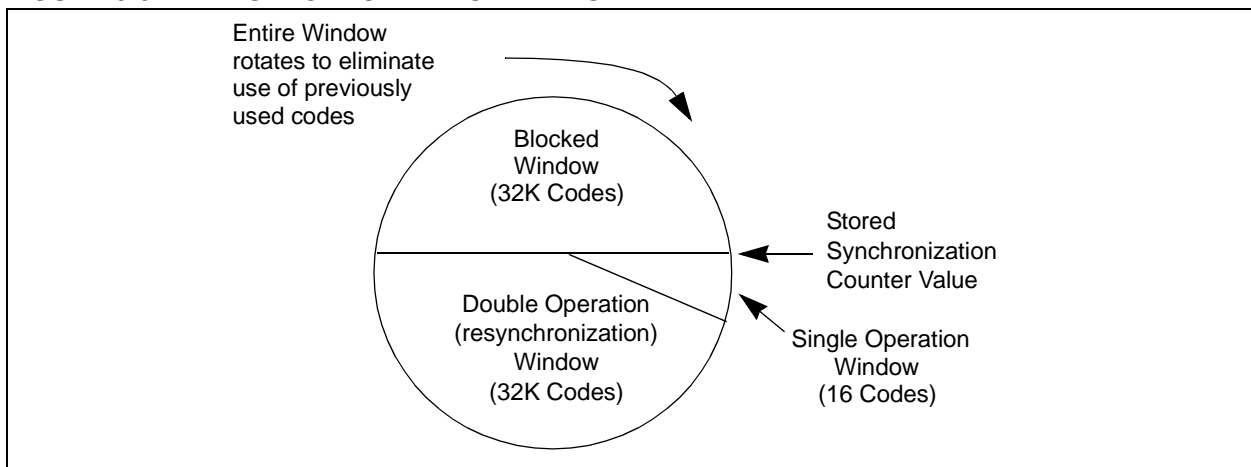 Entire Window
rotates to eliminate
use of previously
used codes
Blocked
Window
(32K Codes)
Stored
Synchronization
Counter Value
Double Operation
(resynchronization)
Window
(32K Codes)
Single Operation
Window
(16 Codes)